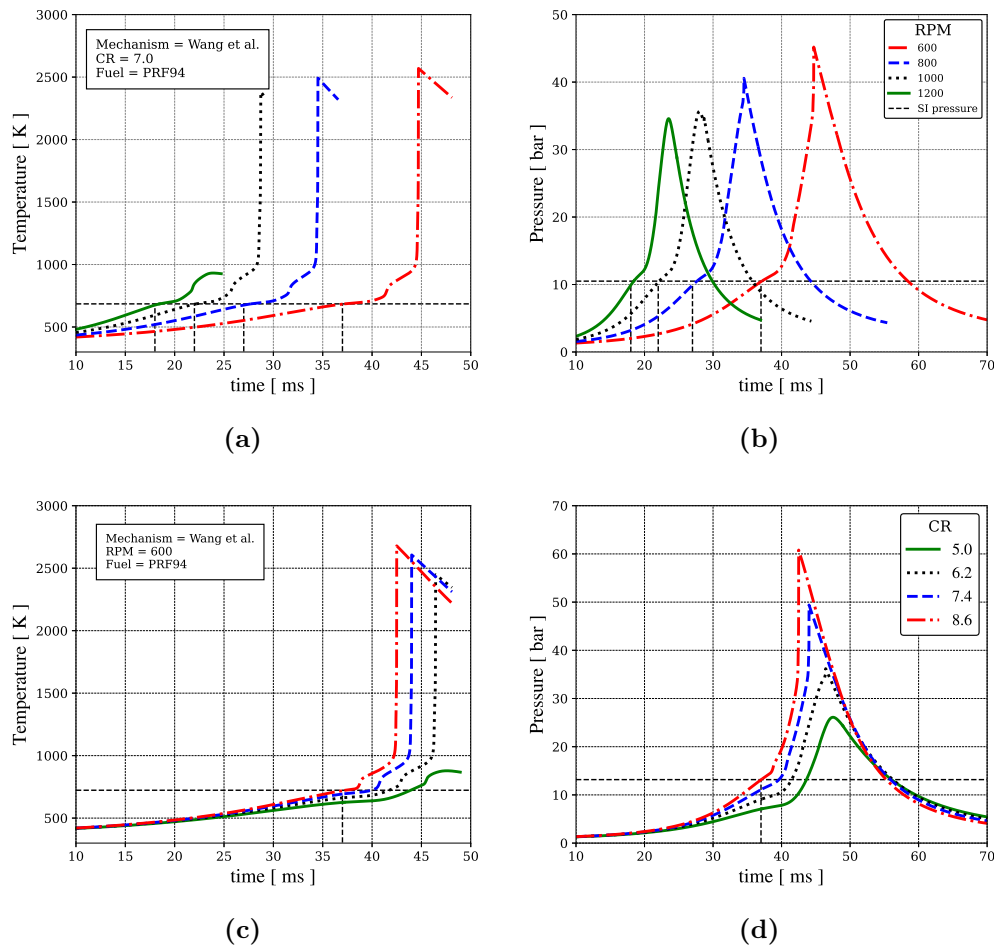 3000
2500
2000
1500
1000
500
Temperature [ K ]
Mechanism = Wang et al.
CR = 7.0
Fuel = PRF94
10 15 20 25 30 35 40 45 50
time [ ms ]
(a)
50
40
30
20
10
0
Pressure [ bar ]
RPM
600
800
1000
1200
SI pressure
10 20 30 40 50 60 70
time [ ms ]
(b)
3000
2500
2000
1500
1000
500
Temperature [ K ]
Mechanism = Wang et al.
RPM = 600
Fuel = PRF94
10 15 20 25 30 35 40 45 50
time [ ms ]
(c)
70
60
50
40
30
20
10
0
Pressure [ bar ]
CR
5.0
6.2
7.4
8.6
10 20 30 40 50 60 70
time [ ms ]
(d)